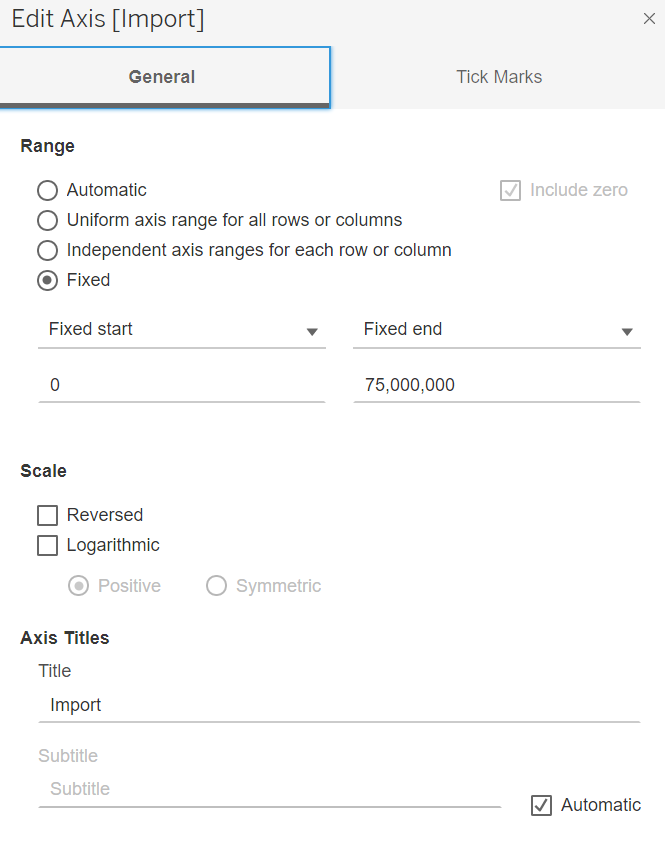 Edit Axis [Import]
General
Tick Marks
Range
Automatic
Include zero
Uniform axis range for all rows or columns
Independent axis ranges for each row or column
Fixed
Fixed start
Fixed end
0
75,000,000
Scale
Reversed
Logarithmic
Positive
Symmetric
Axis Titles
Title
Import
Subtitle
Subtitle
Automatic